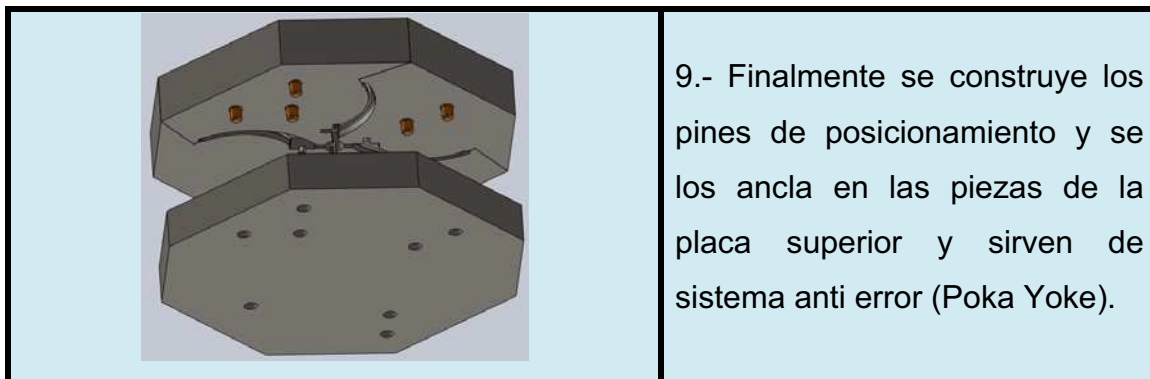 9.- Finalmente se construye los
pines de posicionamiento y se
los ancla en las piezas de la
placa superior y sirven de
sistema anti error (Poka Yoke).